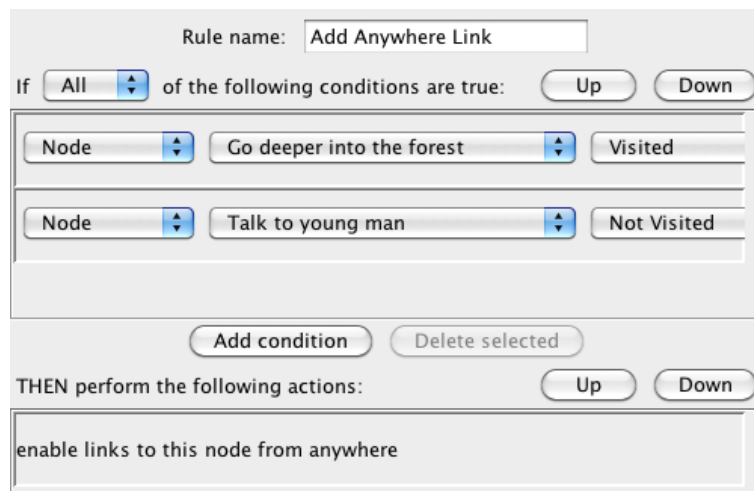 Rule name: Add Anywhere Link
If All of the following conditions are true: Up Down
Node Go deeper into the forest Visited
Node Talk to young man Not Visited
Add condition Delete selected
THEN perform the following actions: Up Down
enable links to this node from anywhere